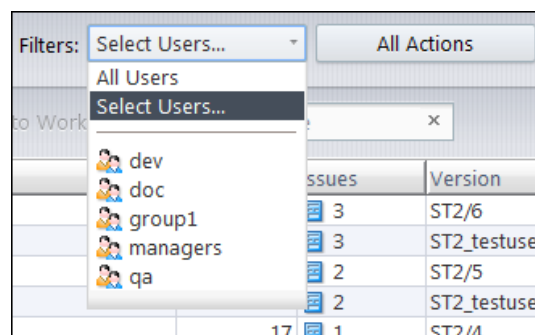 Filters: Select Users... All Actions
All Users
Select Users...
to Work
dev
doc
group1
managers
qa
ssues Version
3 ST2/6
3 ST2_testuse
2 ST2/5
2 ST2_testuse
17 1 ST2/4